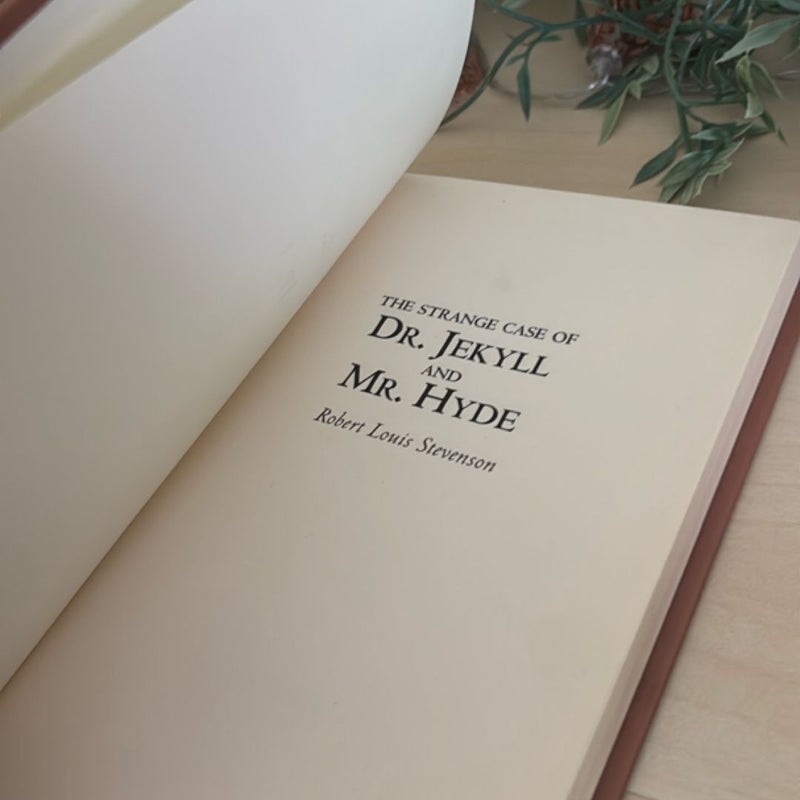 THE STRANGE CASE OF
DR. JEKYLL
AND
MR. HYDE
Robert Louis Stevenson